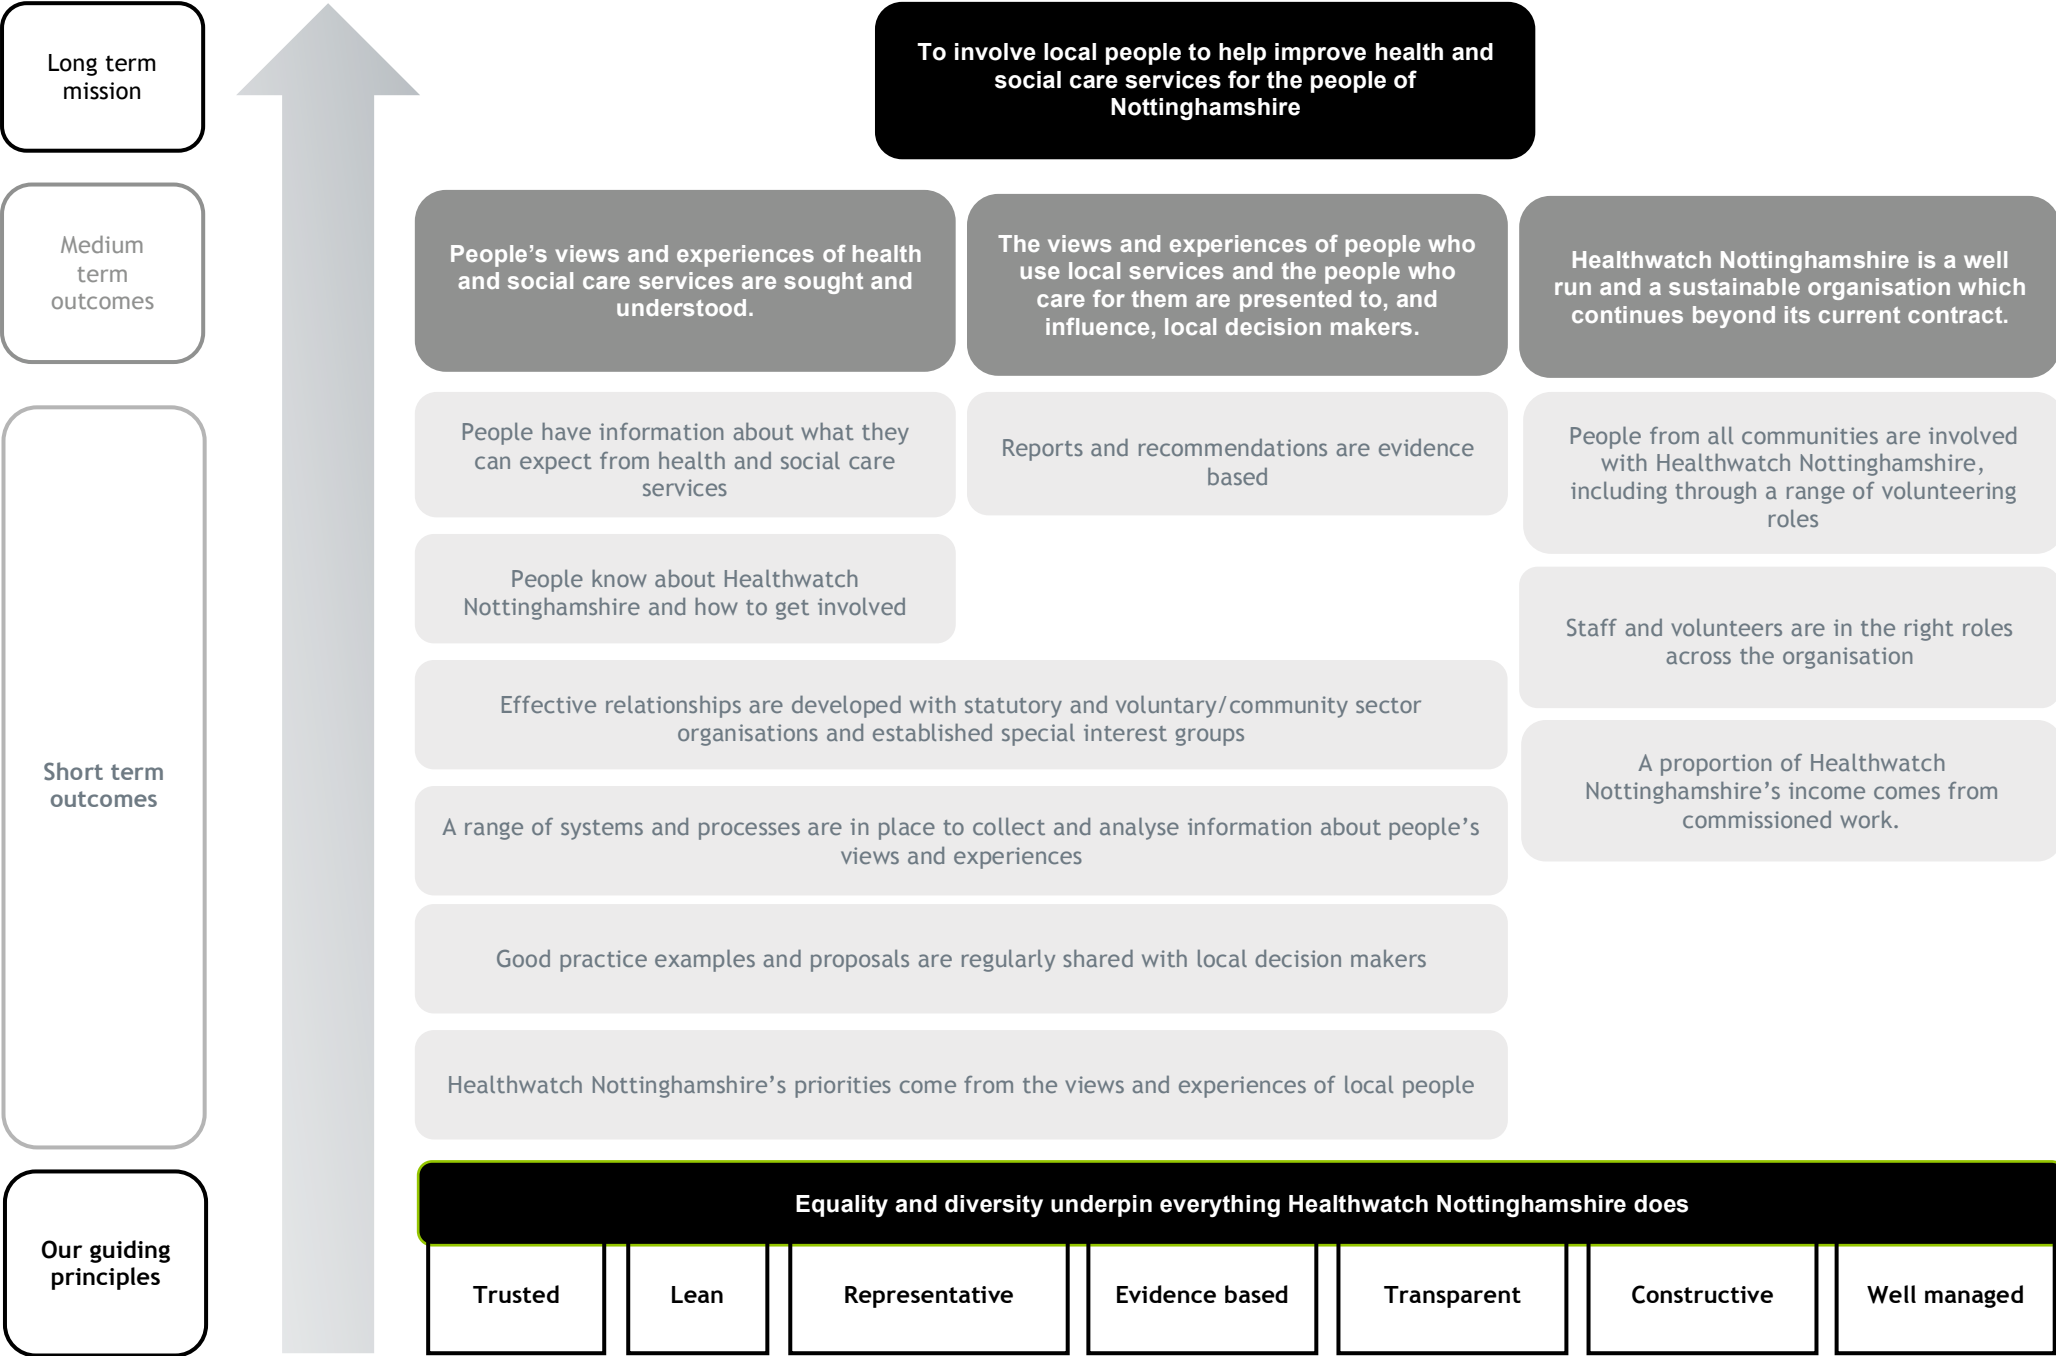 Long term
mission
To involve local people to help improve health and
social care services for the people of
Nottinghamshire
Medium
term
outcomes
People’s views and experiences of health
and social care services are sought and
understood.
The views and experiences of people who
use local services and the people who
care for them are presented to, and
influence, local decision makers.
Healthwatch Nottinghamshire is a well
run and a sustainable organisation which
continues beyond its current contract.
Short term
outcomes
People have information about what they
can expect from health and social care
services
Reports and recommendations are evidence
based
People from all communities are involved
with Healthwatch Nottinghamshire,
including through a range of volunteering
roles
People know about Healthwatch
Nottinghamshire and how to get involved
Staff and volunteers are in the right roles
across the organisation
Effective relationships are developed with statutory and voluntary/community sector
organisations and established special interest groups
A proportion of Healthwatch
Nottinghamshire’s income comes from
commissioned work.
A range of systems and processes are in place to collect and analyse information about people’s
views and experiences
Good practice examples and proposals are regularly shared with local decision makers
Healthwatch Nottinghamshire’s priorities come from the views and experiences of local people
Our guiding
principles
Equality and diversity underpin everything Healthwatch Nottinghamshire does
Trusted
Lean
Representative
Evidence based
Transparent
Constructive
Well managed